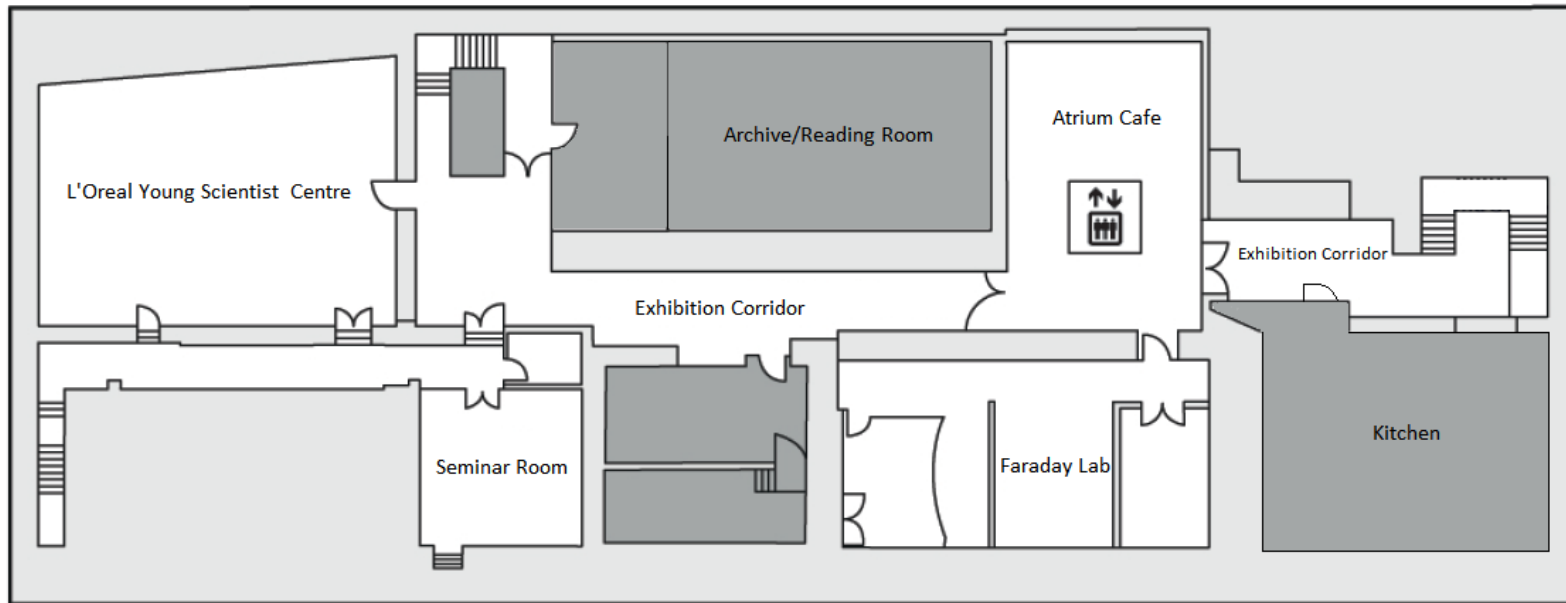 Atrium Cafe
Archive/Reading Room
L'Oreal Young Scientist Centre
Exhibition Corridor
Exhibition Corridor
Kitchen
Seminar Room
Faraday Lab